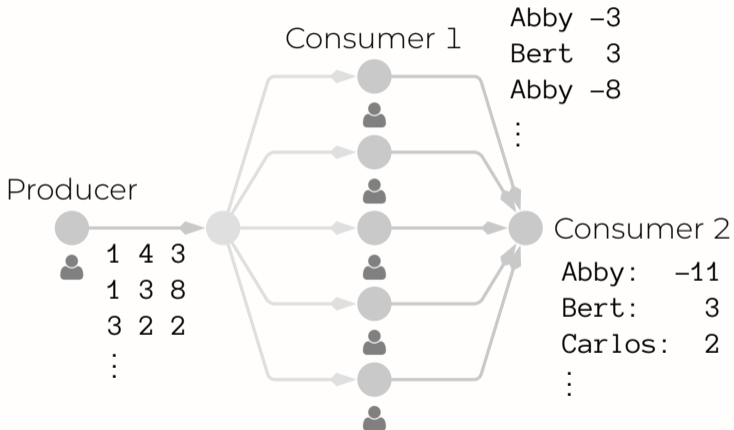 Abby –3
Consumer 1
Bert 3
Abby –8
⋮
Producer
1 4 3
1 3 8
3 2 2
⋮
Consumer 2
Abby: –11
Bert: 3
Carlos: 2
⋮